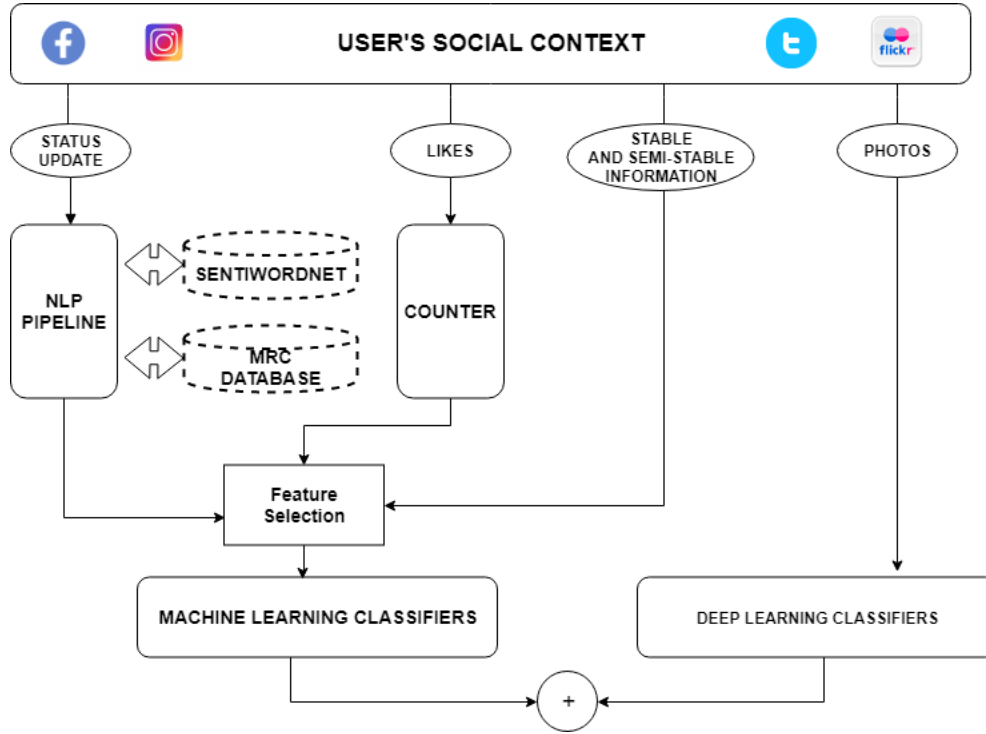 f
USER'S SOCIAL CONTEXT
t
flickr
STATUS
UPDATE
LIKES
STABLE
AND SEMI-STABLE
INFORMATION
PHOTOS
NLP
PIPELINE
SENTIWORDNET
MRC
DATABASE
COUNTER
Feature
Selection
MACHINE LEARNING CLASSIFIERS
DEEP LEARNING CLASSIFIERS
+